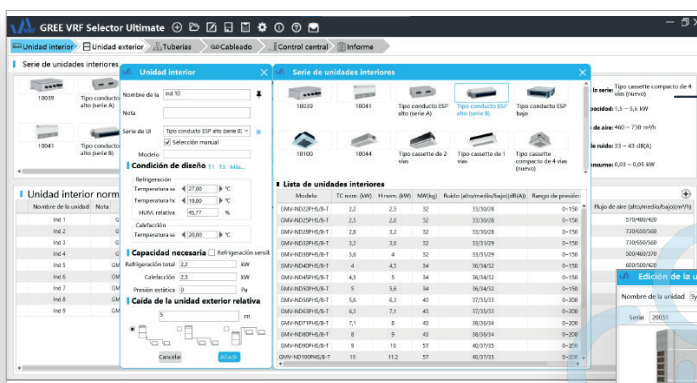 GREE VRF Selector Ultimate
Unidad interior
Unidad exterior
Tuberías
Cableado
Control central
Informe
Serie de unidades interiores
10039
Tipo conducto
alto (serie A)
10041
Tipo conducto
alto (serie B)
Unidad interior norm
Nombre de la unidad Nota
Ind 1 G
Ind 2 G
Ind 3 G
Ind 4 G
Ind 5 GM
Ind 6 GM
Ind 7 GM
Ind 8 GM
Ind 9 GM
Unidad interior
Nombre de la Ind 10
Nota
Serie de UI Tipo conducto ESP alto (serie B)
Selección manual
Modelo
Condición de diseño T1 T3 Más...
Refrigeración
Temperatura se 27,00 °C
Temperatura hú 19,00 °C
HUM. relativa 45,77 %
Calefacción
Temperatura se 20,00 °C
Capacidad necesaria Refrigeración sensib
Refrigeración total 2,2 kW
Calefacción 2,5 kW
Presión estática 0 Pa
Caída de la unidad exterior relativa
5 m
Cancelar Añadir
Serie de unidades interiores
10039
10041
Tipo conducto ESP
alto (serie A)
Tipo conducto ESP
alto (serie B)
Tipo conducto ESP
bajo
10100
10044
Tipo cassette de 2
vías
Tipo cassette de 1
vías
Tipo cassette
compacto de 4 vías
(nuevo)
Lista de unidades interiores
Modelo TC nom. (kW) H nom. (kW) NW(kg) Ruido (alto/medio/bajo)(dB(A)) Rango de presión
GMV-ND22PHS/B-T 2,2 2,5 32 33/30/28 0~150
GMV-ND25PHS/B-T 2,5 2,8 32 33/30/28 0~150
GMV-ND28PHS/B-T 2,8 3,2 32 33/30/28 0~150
GMV-ND32PHS/B-T 3,2 3,6 32 33/31/29 0~150
GMV-ND36PHS/B-T 3,6 4 32 33/31/29 0~150
GMV-ND40PHS/B-T 4 4,5 34 36/34/32 0~150
GMV-ND45PHS/B-T 4,5 5 34 36/34/32 0~150
GMV-ND50PHS/B-T 5 5,6 34 36/34/32 0~150
GMV-ND56PHS/B-T 5,6 6,3 43 37/35/33 0~200
GMV-ND63PHS/B-T 6,3 7,1 43 37/35/33 0~200
GMV-ND71PHS/B-T 7,1 8 43 38/36/34 0~200
GMV-ND80PHS/B-T 8 9 43 38/36/34 0~200
GMV-ND90PHS/B-T 9 10 57 40/37/35 0~200
GMV-ND100PHS/B-T 10 11,2 57 40/37/35 0~200
Tipo cassette compacto de 4
vías (nuevo)
1,5 ~ 5,6 kW
de aire: 460 ~ 730 m³/h
ruido: 33 ~ 43 dB(A)
0,03 ~ 0,05 kW
Flujo de aire (alto/medio/bajo)(m³/h)
570/480/420
730/650/560
730/650/560
500/460/370
600/500/420
Edición de la u
Nombre de la unidad Sy
Serie 20051